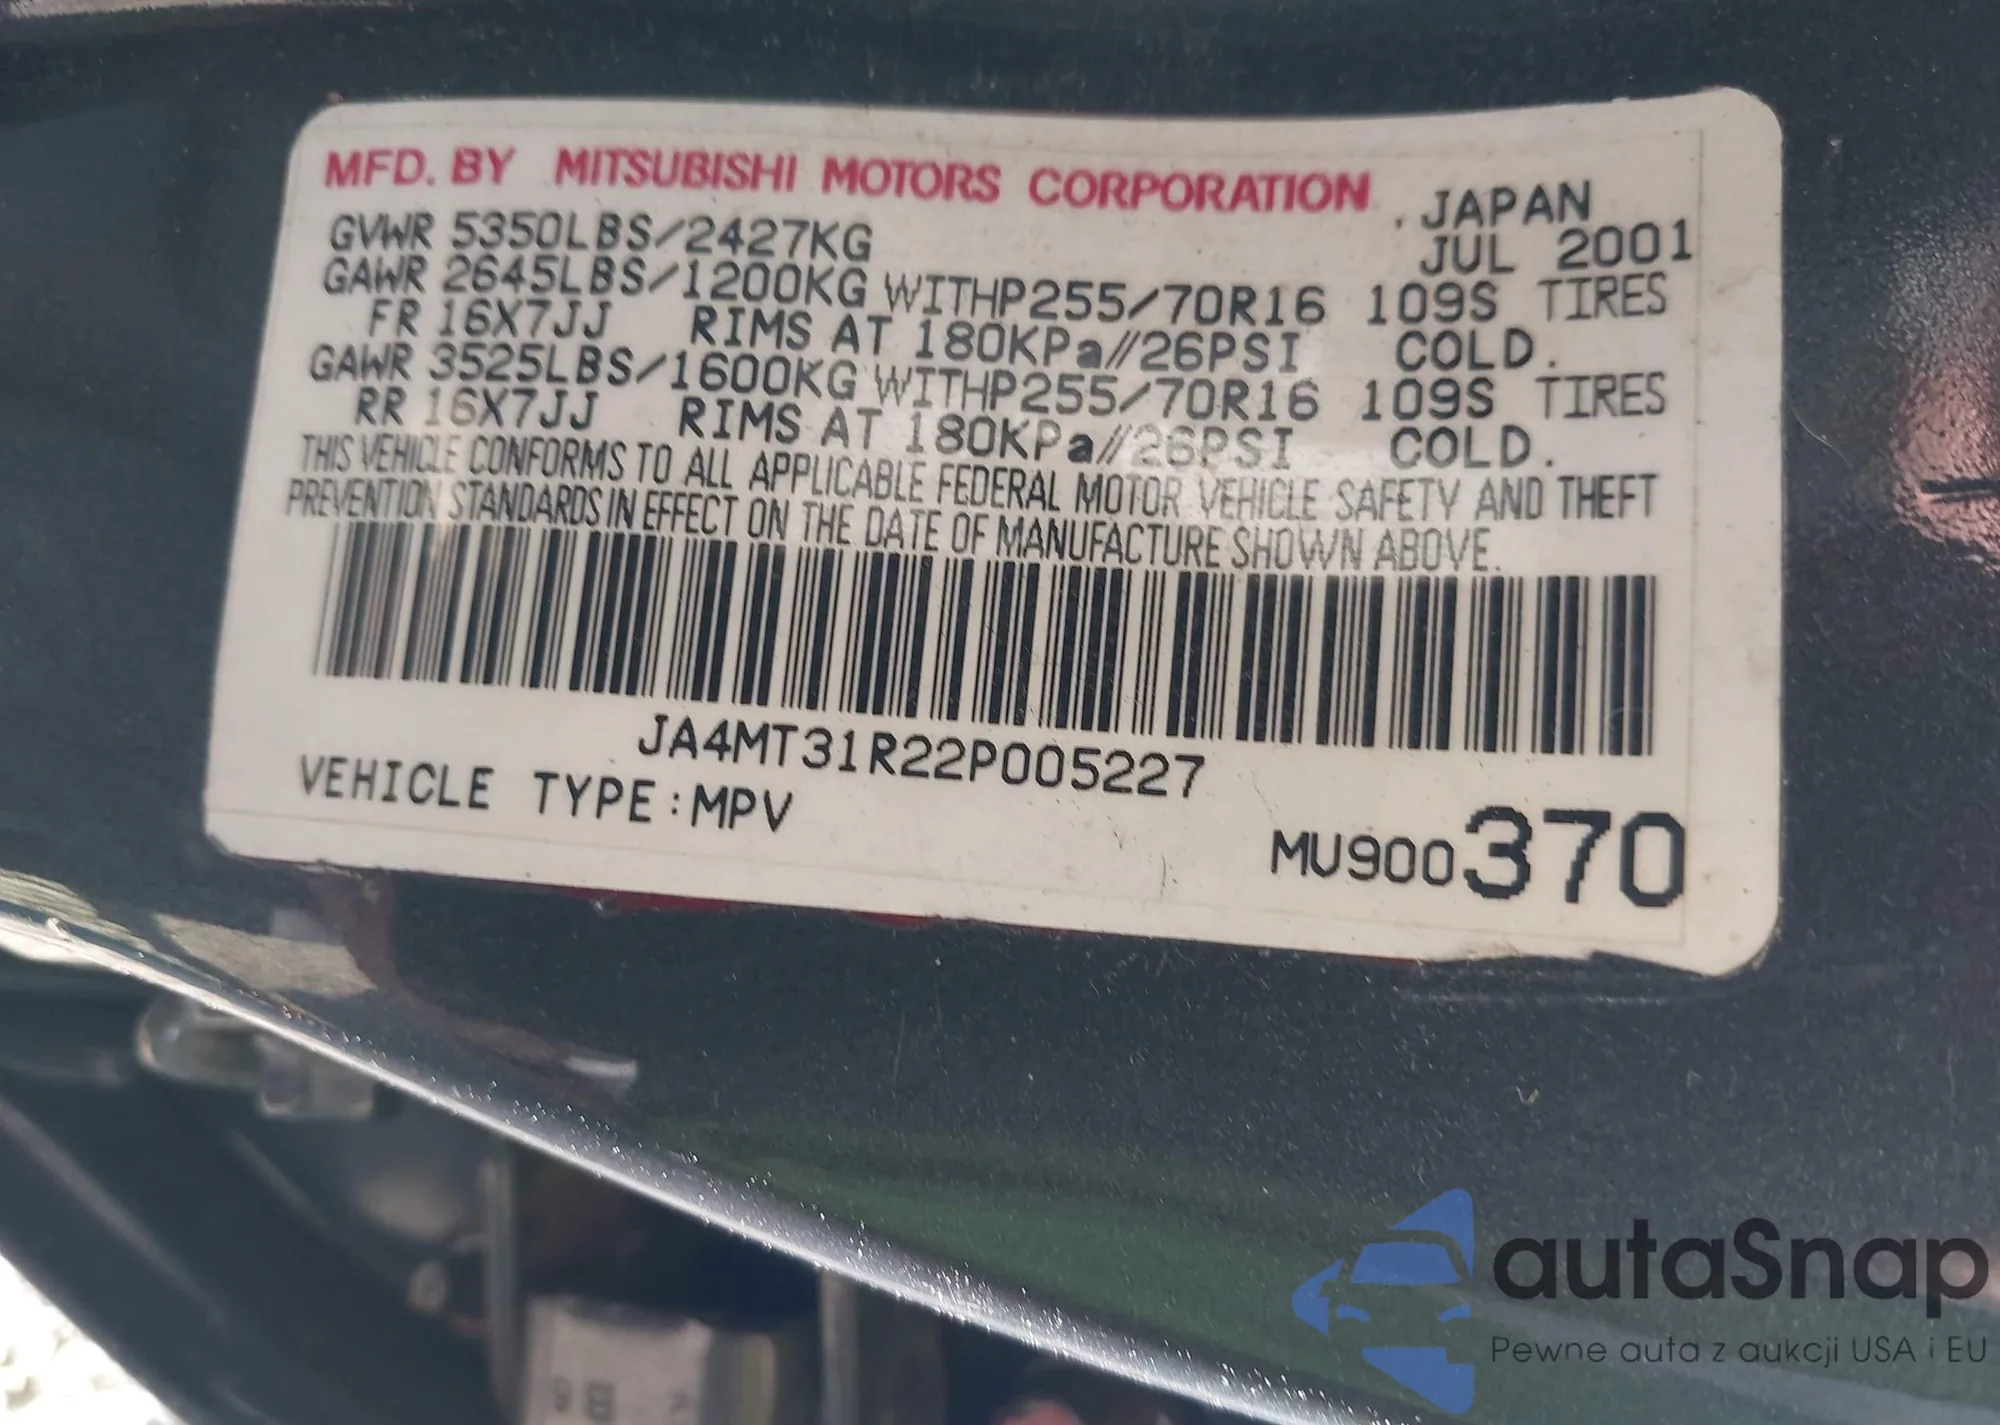 MFD. BY MITSUBISHI MOTORS CORPORATION . JAPAN
GVWR 5350LBS/2427KG JUL 2001
GAWR 2645LBS/1200KG WITHP255/70R16 109S TIRES
FR 16X7JJ RIMS AT 180KPa//26PSI COLD.
GAWR 3525LBS/1600KG WITHP255/70R16 109S TIRES
RR 16X7JJ RIMS AT 180KPa//26PSI COLD.
THIS VEHICLE CONFORMS TO ALL APPLICABLE FEDERAL MOTOR VEHICLE SAFETY AND THEFT
PREVENTION STANDARDS IN EFFECT ON THE DATE OF MANUFACTURE SHOWN ABOVE.
JA4MT31R22P005227
VEHICLE TYPE:MPV
MU900370
autaSnap
Pewne auta z aukcji USA i EU